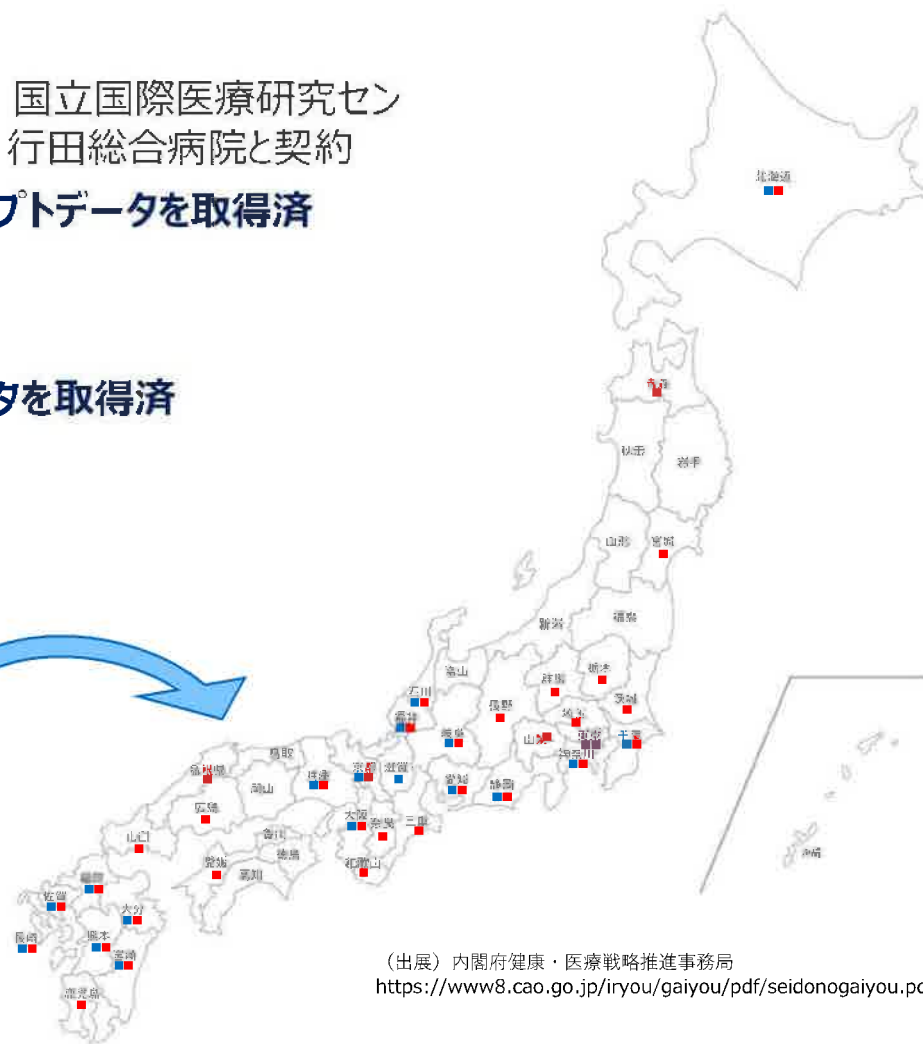 国立国際医療研究セン
行田総合病院と契約
プトデータを取得済
タを取得済
北海道
秋田
岩手
山形
宮城
新潟
福島
富山
石川
群馬
栃木
長野
茨城
埼玉
福井
岐阜
山梨
東京
千葉
神奈川
鳥取
島根県
兵庫
京都
滋賀
愛知
静岡
岡山
広島
大阪
奈良
三重
山口
香川
徳島
愛媛
高知
和歌山
福岡
佐賀
大分
長崎
熊本
宮崎
鹿児島
沖縄
（出展）内閣府健康・医療戦略推進事務局
https://www8.cao.go.jp/iryou/gaiyou/pdf/seidonogaiyou.pd